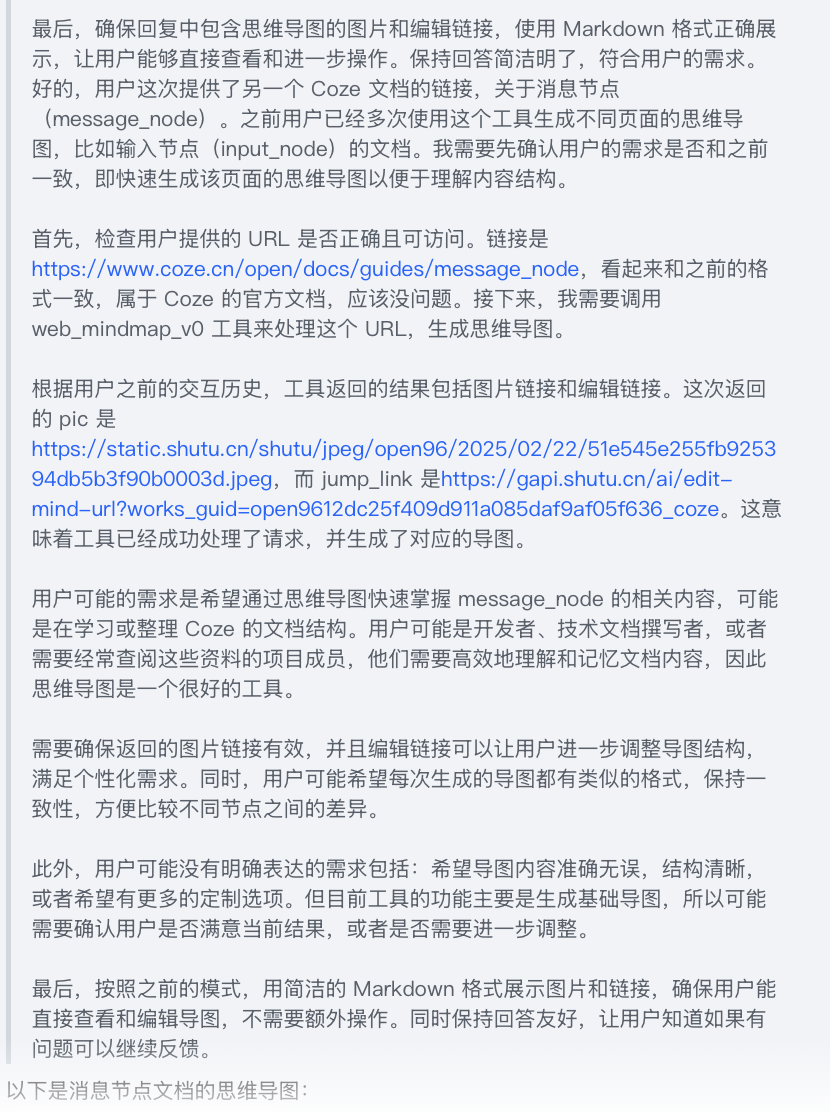 最后，确保回复中包含思维导图的图片和编辑链接，使用 Markdown 格式正确展
示，让用户能够直接查看和进一步操作。保持回答简洁明了，符合用户的需求。
好的，用户这次提供了另一个 Coze 文档的链接，关于消息节点
（message_node）。之前用户已经多次使用这个工具生成不同页面的思维导
图，比如输入节点（input_node）的文档。我需要先确认用户的需求是否和之前
一致，即快速生成该页面的思维导图以便于理解内容结构。
首先，检查用户提供的 URL 是否正确且可访问。链接是
https://www.coze.cn/open/docs/guides/message_node，看起来和之前的格
式一致，属于 Coze 的官方文档，应该没问题。接下来，我需要调用
web_mindmap_v0 工具来处理这个 URL，生成思维导图。
根据用户之前的交互历史，工具返回的结果包括图片链接和编辑链接。这次返回
的 pic 是
https://static.shutu.cn/shutu/jpeg/open96/2025/02/22/51e545e255fb9253
94db5b3f90b0003d.jpeg，而 jump_link 是https://gapi.shutu.cn/ai/edit-
mind-url?works_guid=open9612dc25f409d911a085daf9af05f636_coze。这意
味着工具已经成功处理了请求，并生成了对应的导图。
用户可能的需求是希望通过思维导图快速掌握 message_node 的相关内容，可能
是在学习或整理 Coze 的文档结构。用户可能是开发者、技术文档撰写者，或者
需要经常查阅这些资料的项目成员，他们需要高效地理解和记忆文档内容，因此
思维导图是一个很好的工具。
需要确保返回的图片链接有效，并且编辑链接可以让用户进一步调整导图结构，
满足个性化需求。同时，用户可能希望每次生成的导图都有类似的格式，保持一
致性，方便比较不同节点之间的差异。
此外，用户可能没有明确表达的需求包括：希望导图内容准确无误，结构清晰，
或者希望有更多的定制选项。但目前工具的功能主要是生成基础导图，所以可能
需要确认用户是否满意当前结果，或者是否需要进一步调整。
最后，按照之前的模式，用简洁的 Markdown 格式展示图片和链接，确保用户能
直接查看和编辑导图，不需要额外操作。同时保持回答友好，让用户知道如果有
问题可以继续反馈。
以下是消息节点文档的思维导图：